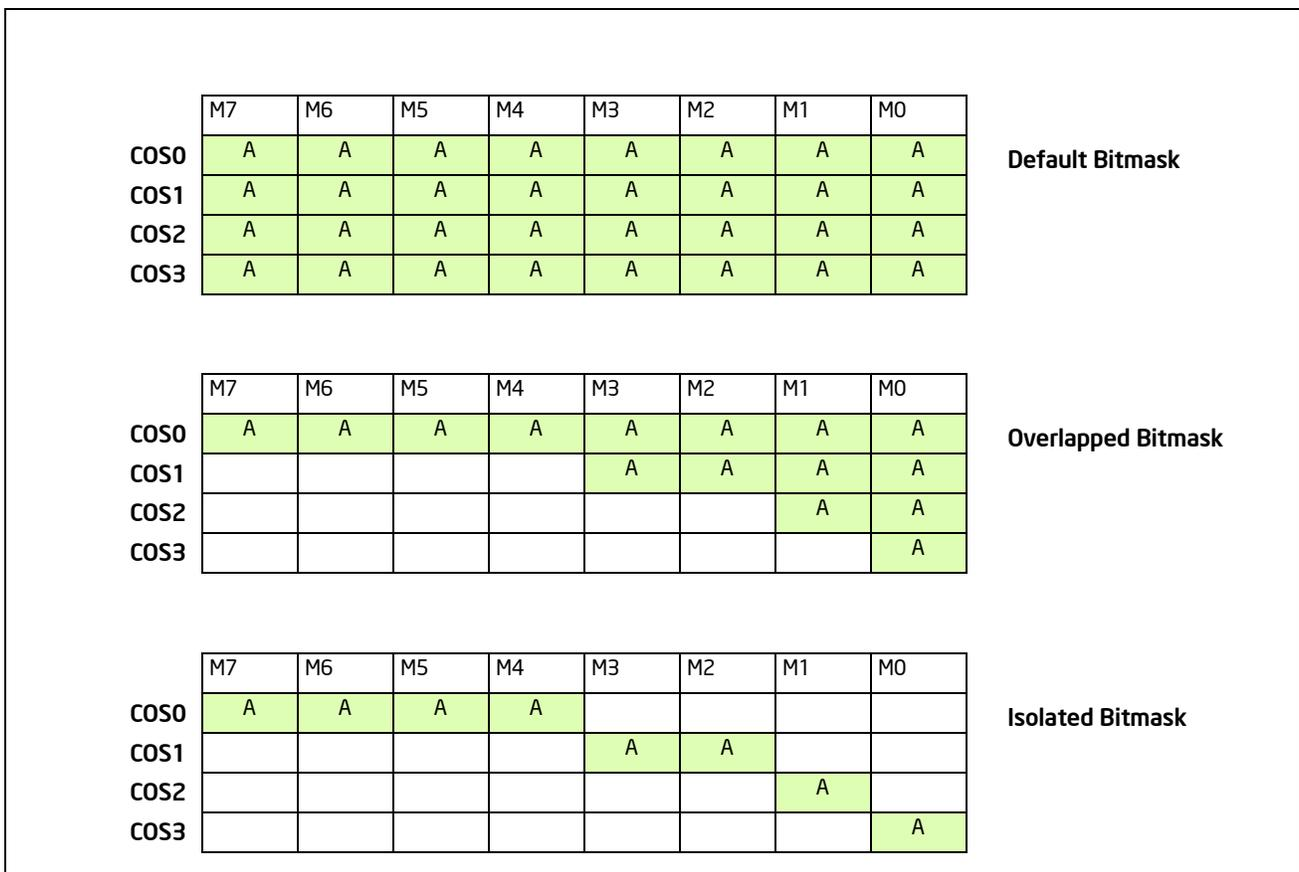 M7 M6 M5 M4 M3 M2 M1 M0
COS0 A A A A A A A A Default Bitmask
COS1 A A A A A A A A
COS2 A A A A A A A A
COS3 A A A A A A A A
M7 M6 M5 M4 M3 M2 M1 M0
COS0 A A A A A A A A Overlapped Bitmask
COS1 A A A A
COS2 A A
COS3 A
M7 M6 M5 M4 M3 M2 M1 M0
COS0 A A A A Isolated Bitmask
COS1 A A
COS2 A
COS3 A